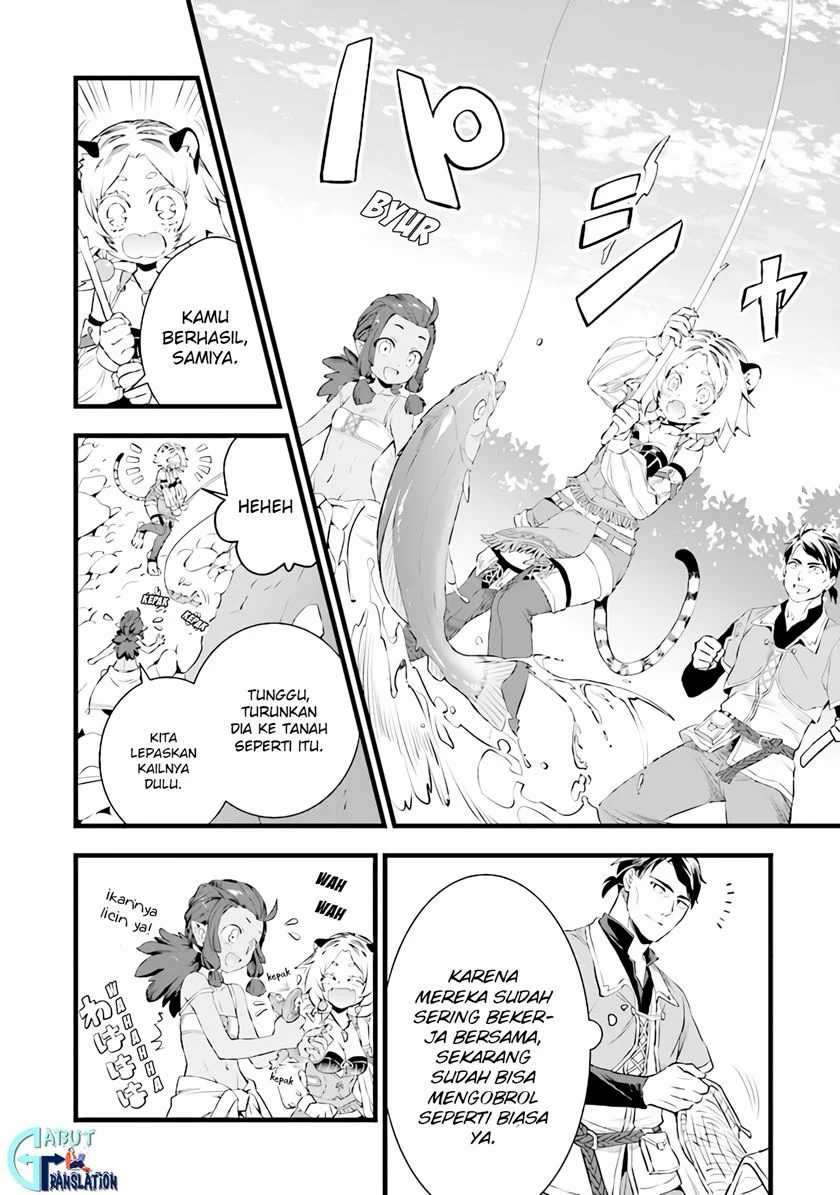 パシャ
BYUR
KAMU
BERHASIL,
SAMIYA.
HEHEH
KEPAK
KEPAK
TUNGGU,
TURUNKAN
DIA KE TANAH
SEPERTI ITU.
KITA
LEPASKAN
KAILNYA
DULU.
KARENA
MEREKA SUDAH
SERING BEKER-
JA BERSAMA,
SEKARANG
SUDAH BISA
MENGOBROL
SEPERTI BIASA
YA.
WAH
WAH
ikannya
licin ya!
kepak
kepak
わはははは
WAHAHYA
GABUT
TRANSLATION